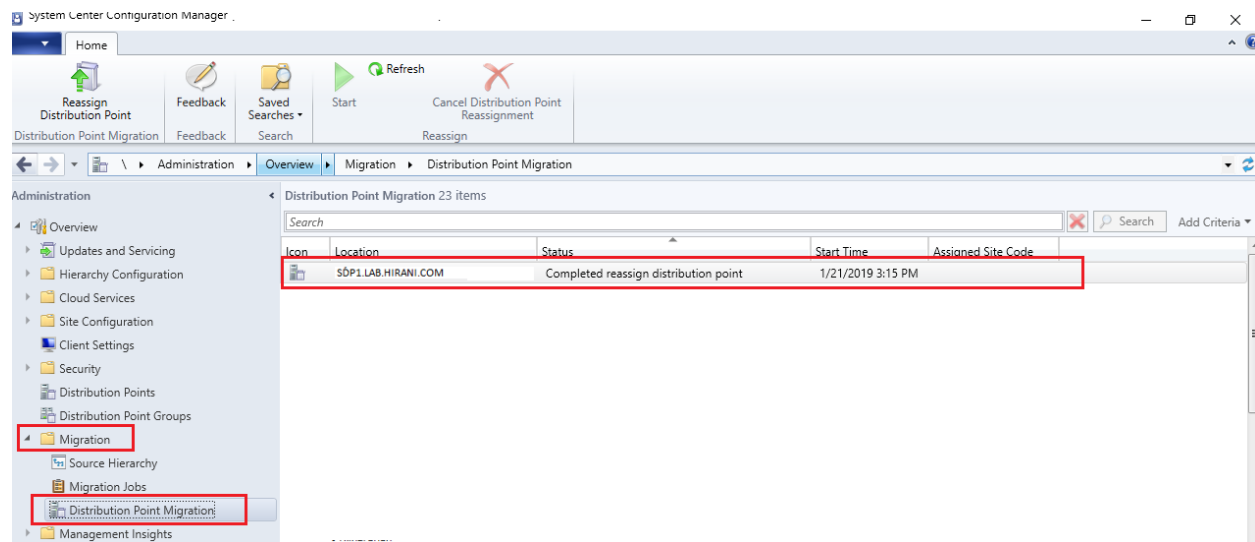 System Center Configuration Manager
Home
Reassign
Distribution Point
Feedback
Saved
Searches
Start
Refresh
Cancel Distribution Point
Reassignment
Distribution Point Migration
Feedback
Search
Reassign
\ Administration Overview Migration Distribution Point Migration
Administration
Overview
Updates and Servicing
Hierarchy Configuration
Cloud Services
Site Configuration
Client Settings
Security
Distribution Points
Distribution Point Groups
Migration
Source Hierarchy
Migration Jobs
Distribution Point Migration
Management Insights
Distribution Point Migration 23 items
Search
Search
Add Criteria
Icon Location Status Start Time Assigned Site Code
SDP1.LAB.HIRANI.COM Completed reassign distribution point 1/21/2019 3:15 PM